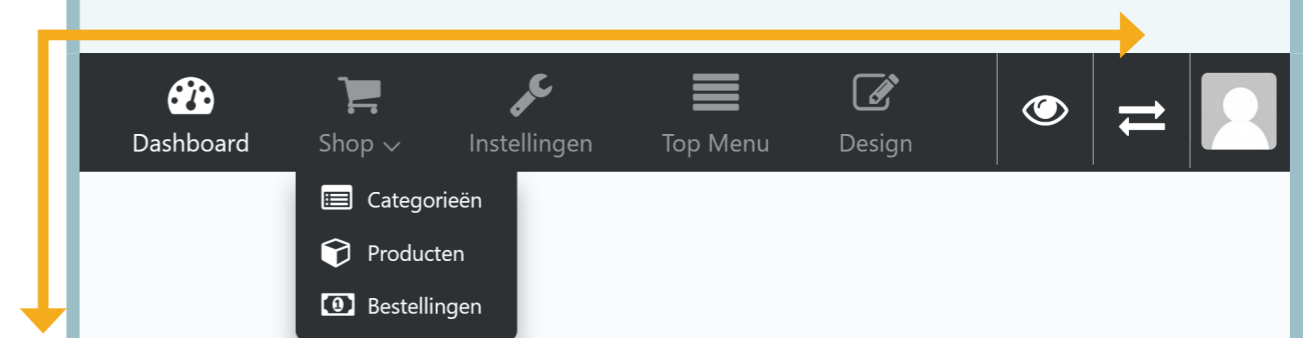 Dashboard
Shop
Instellingen
Top Menu
Design
Categorieën
Producten
Bestellingen